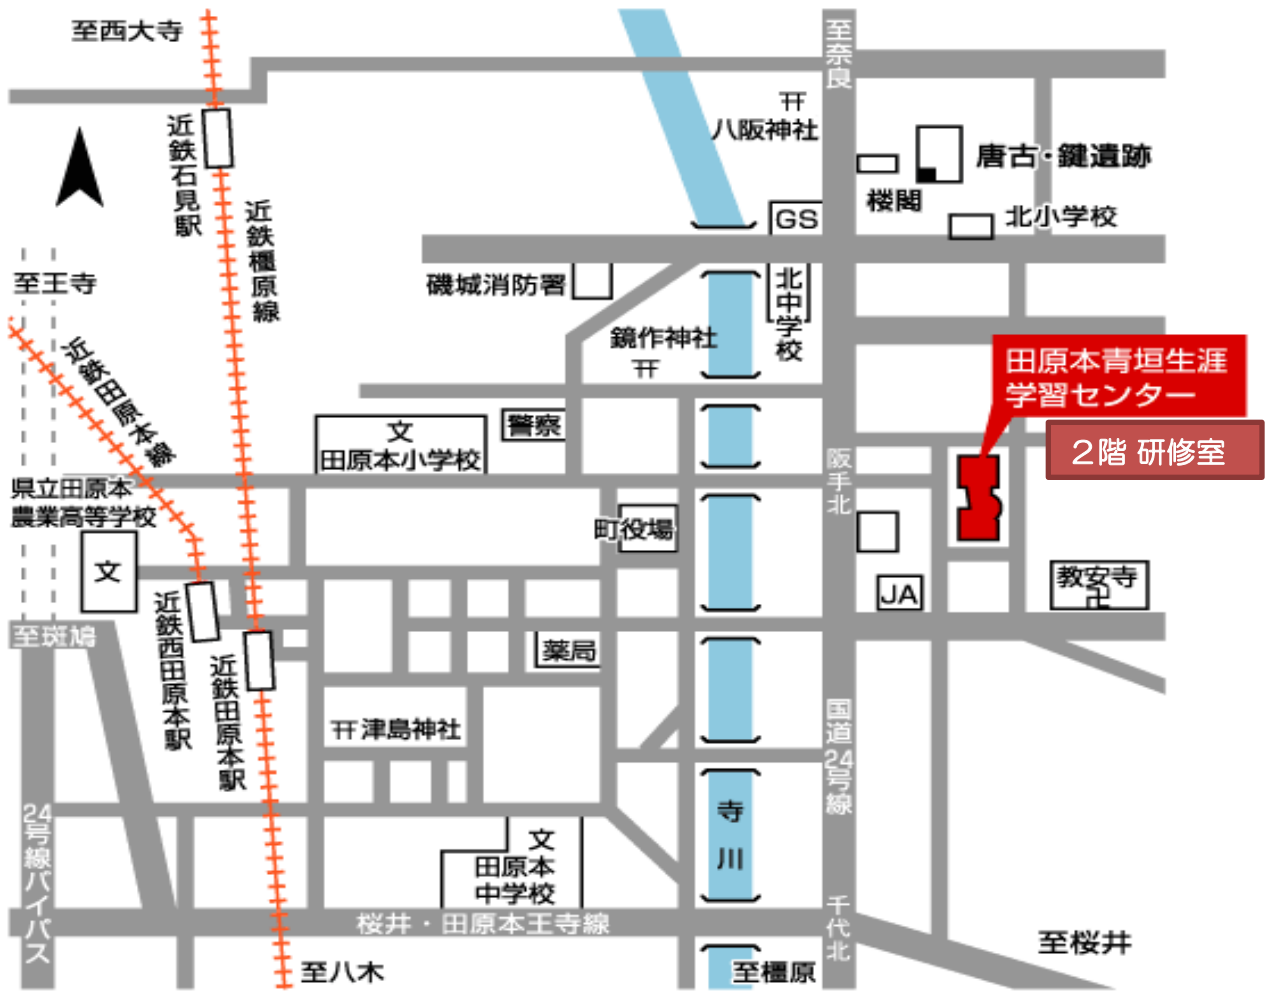 至西大寺
至奈良
八阪神社
唐古・鍵遺跡
楼閣
北小学校
GS
近鉄石見駅
近鉄橿原線
至王寺
磯城消防署
北中学校
鏡作神社
近鉄田原本線
田原本青垣生涯
学習センター
2階 研修室
警察
文
田原本小学校
阪手北
県立田原本
農業高等学校
文
町役場
JA
教安寺
卍
至斑鳩
近鉄西田原本駅
近鉄田原本駅
薬局
津島神社
国道24号線
24号線バイパス
寺川
文
田原本
中学校
桜井・田原本王寺線
千代北
至桜井
至八木
至橿原